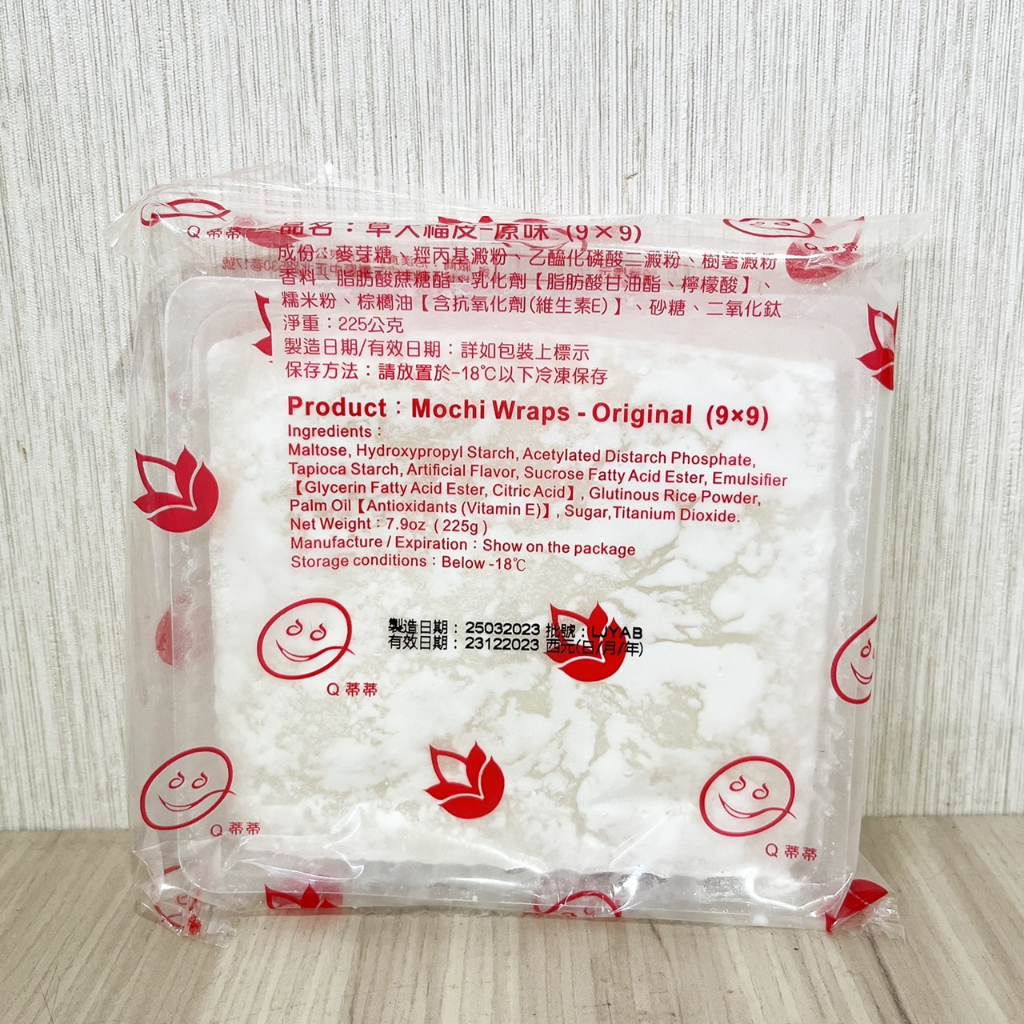 Q 蒂蒂
品名：草大福皮-原味 (9×9)
成份：麥芽糖、羥丙基澱粉、乙醯化磷酸二澱粉、樹薯澱粉
香料、脂肪酸蔗糖酯、乳化劑【脂肪酸甘油酯、檸檬酸】、
糯米粉、棕櫚油【含抗氧化劑(維生素E)】、砂糖、二氧化鈦
淨重：225公克
製造日期/有效日期：詳如包裝上標示
保存方法：請放置於-18℃以下冷凍保存
Product：Mochi Wraps - Original (9×9)
Ingredients：
Maltose, Hydroxypropyl Starch, Acetylated Distarch Phosphate,
Tapioca Starch, Artificial Flavor, Sucrose Fatty Acid Ester, Emulsifier
【Glycerin Fatty Acid Ester, Citric Acid】, Glutinous Rice Powder,
Palm Oil【Antioxidants (Vitamin E)】, Sugar,Titanium Dioxide.
Net Weight：7.9oz (225g)
Manufacture / Expiration：Show on the package
Storage conditions：Below -18℃
製造日期：25032023 批號：LJYAB
有效日期：23122023 西元(日/月/年)
Q 蒂蒂
Q 蒂蒂
Q 蒂蒂